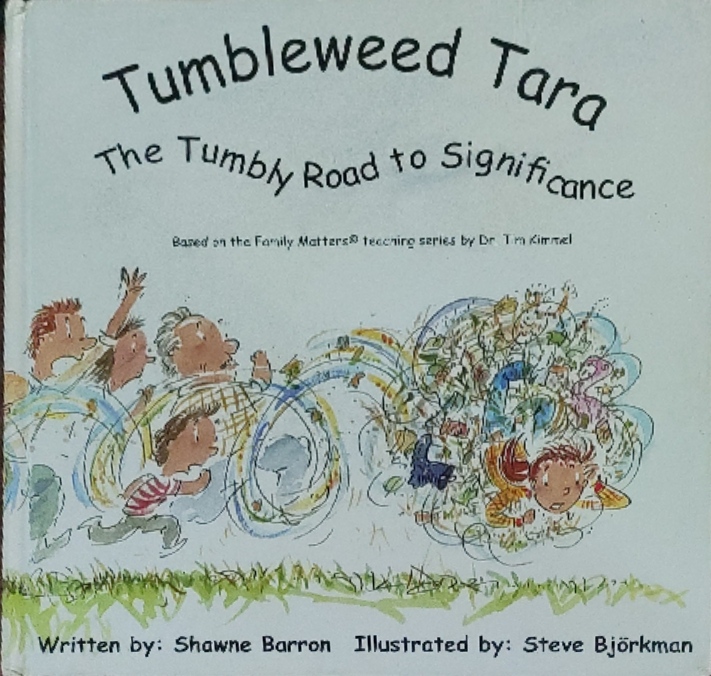 Tumbleweed Tara
The Tumbly Road to Significance
Based on the Family Matters® teaching series by Dr Tim Kimmel
Written by: Shawne Barron Illustrated by: Steve Björkman